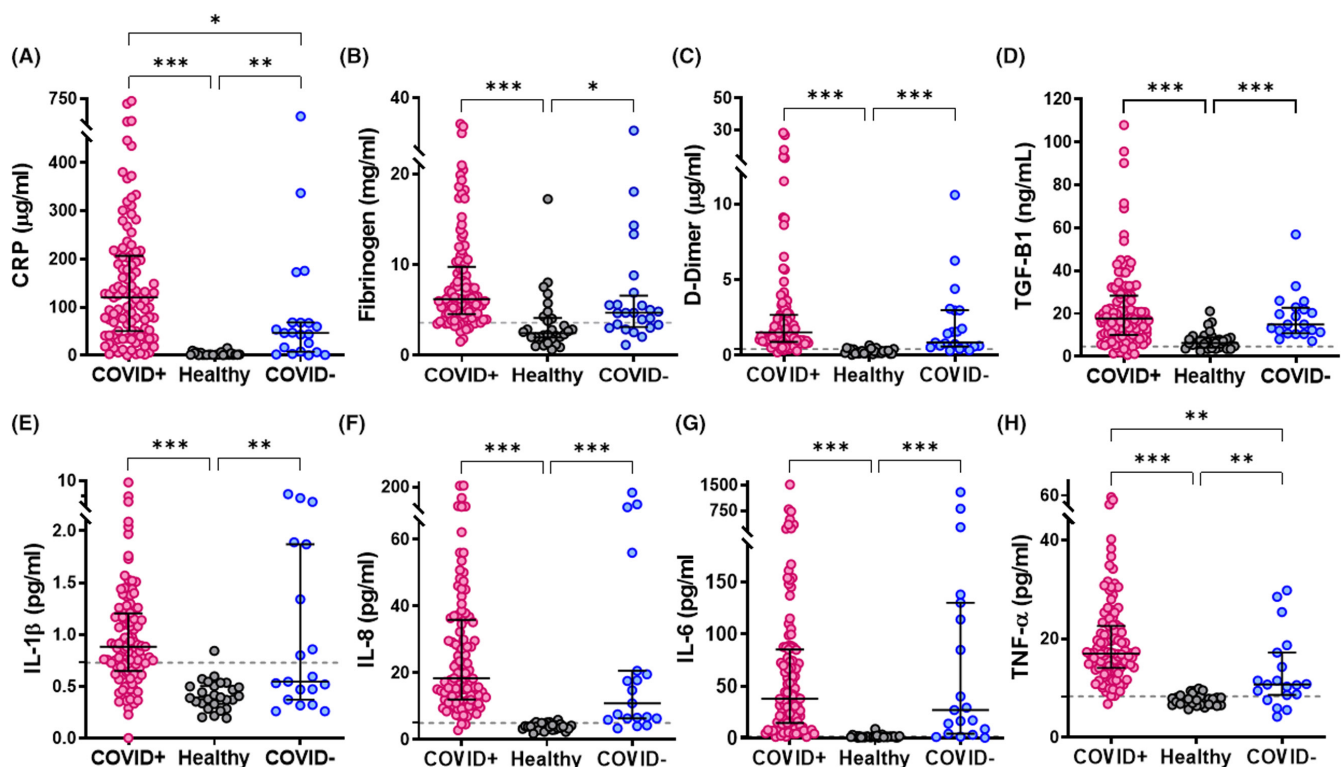 (A)
*
***
**
CRP (μg/ml)
750
400
300
200
100
0
COVID+ Healthy COVID-
(B)
***
*
Fibrinogen (mg/ml)
40
20
10
0
COVID+ Healthy COVID-
(C)
***
***
D-Dimer (μg/ml)
50
30
10
5
0
COVID+ Healthy COVID-
(D)
***
***
TGF-B1 (ng/mL)
120
100
80
60
40
20
0
COVID+ Healthy COVID-
(E)
***
**
IL-1β (pg/ml)
10
2.0
1.5
1.0
0.5
0.0
COVID+ Healthy COVID-
(F)
***
***
IL-8 (pg/ml)
200
60
40
20
0
COVID+ Healthy COVID-
(G)
***
***
IL-6 (pg/ml
1500
750
150
100
50
0
COVID+ Healthy COVID-
(H)
**
***
**
TNF-α (pg/ml)
60
40
20
0
COVID+ Healthy COVID-